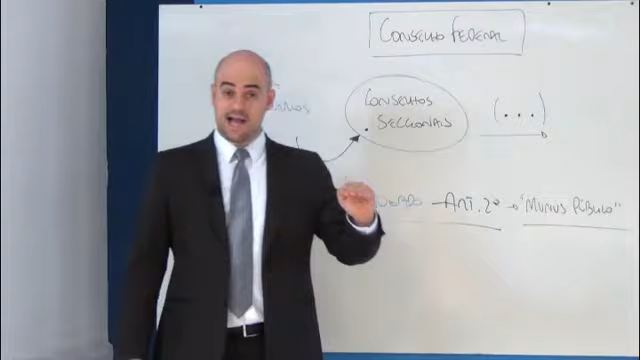 CONSELHO FEDERAL
CONSELHOS
• SECCIONAIS
(...)
ART. 2º → "MUNUS PÚBLICO"